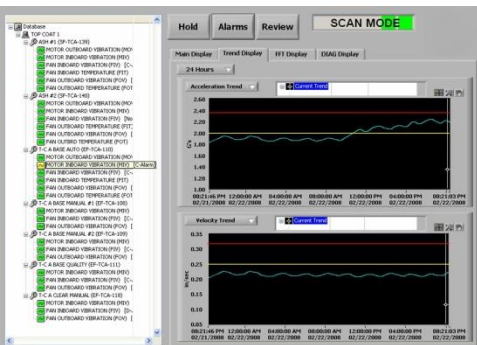 Database
TOP COAT 1
ASH #1 (SF-TCA-139)
MOTOR OUTBOARD VIBRATION (MOV
MOTOR INBOARD VIBRATION (MIV)
FAN INBOARD VIBRATION (FIV) [C-
FAN INBOARD TEMPERATURE (FIT)
FAN OUTBOARD VIBRATION (FOV) [
FAN OUTBOARD TEMPERATURE (FOT
ASH #2 (SF-TCA-140)
MOTOR OUTBOARD VIBRATION (MOV
MOTOR INBOARD VIBRATION (MIV)
FAN INBOARD VIBRATION (FIV) [No
FAN OUTBOARD VIBRATION (FOV) [
FAN INBOARD TEMPERATURE (FIT)
FAN OUTBRD TEMPERATURE (FOT)
T-C A BASE AUTO (EF-TCA-110)
MOTOR OUTBOARD VIBRATION (MOV
MOTOR INBOARD VIBRATION (MIV) [C-Alarm]
FAN INBOARD VIBRATION (FIV) [C-
FAN OUTBOARD VIBRATION (FOV) [
FAN INBOARD TEMPERATURE (FIT)
FAN OUTBOARD TEMPERATURE (FOT
T-C A BASE MANUAL #1 (EF-TCA-108)
MOTOR INBOARD VIBRATION (MIV)
FAN INBOARD VIBRATION (FIV) [C-
FAN OUTBOARD VIBRATION (FOV) [
T-C A BASE MANUAL #2 (EF-TCA-109)
MOTOR INBOARD VIBRATION (MIV)
FAN INBOARD VIBRATION (FIV) [C-
FAN OUTBOARD VIBRATION (FOV) [
T-C A BASE QUALITY (EF-TCA-111)
MOTOR INBOARD VIBRATION (MIV)
FAN INBOARD VIBRATION (FIV) [C-
FAN OUTBOARD VIBRATION (FOV) [
T-C A CLEAR MANUAL (EF-TCA-118)
MOTOR INBOARD VIBRATION (MIV)
FAN INBOARD VIBRATION (FIV) [D-
FAN OUTBOARD VIBRATION (FOV) [
Hold Alarms Review SCAN MODE
Main Display Trend Display FFT Display DIAG Display
24 Hours
Acceleration Trend Current Trend
2.60
2.40
2.20
2.00
1.80
1.60
1.40
1.20
1.00
G's
08:21:46 PM 12:00:00 AM 04:00:00 AM 08:00:00 AM 12:00:00 PM 04:00:00 PM 08:21:03 PM
02/21/2008 02/22/2008 02/22/2008 02/22/2008 02/22/2008 02/22/2008 02/22/2008
Velocity Trend Current Trend
0.35
0.30
0.25
0.20
0.15
0.10
0.05
in/sec
08:21:46 PM 12:00:00 AM 04:00:00 AM 08:00:00 AM 12:00:00 PM 04:00:00 PM 08:21:03 PM
02/21/2008 02/22/2008 02/22/2008 02/22/2008 02/22/2008 02/22/2008 02/22/2008